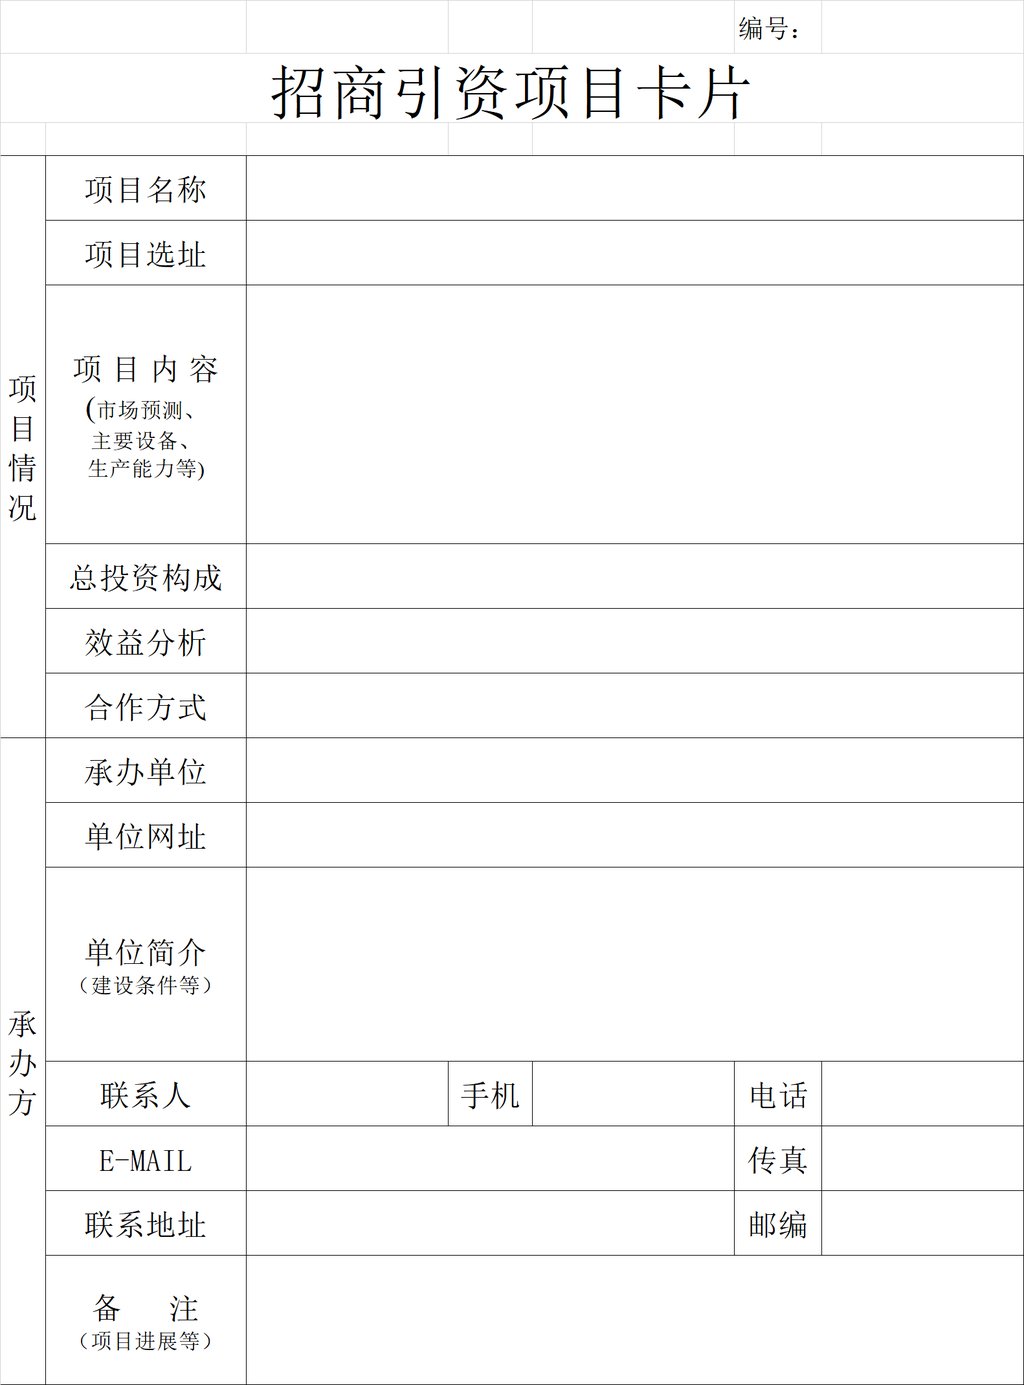 编号：
招商引资项目卡片
项目情况
项目名称
项目选址
项 目 内 容
(市场预测、
主要设备、
生产能力等)
总投资构成
效益分析
合作方式
承办方
承办单位
单位网址
单位简介
（建设条件等）
联系人 手机 电话
E-MAIL 传真
联系地址 邮编
备 注
（项目进展等）